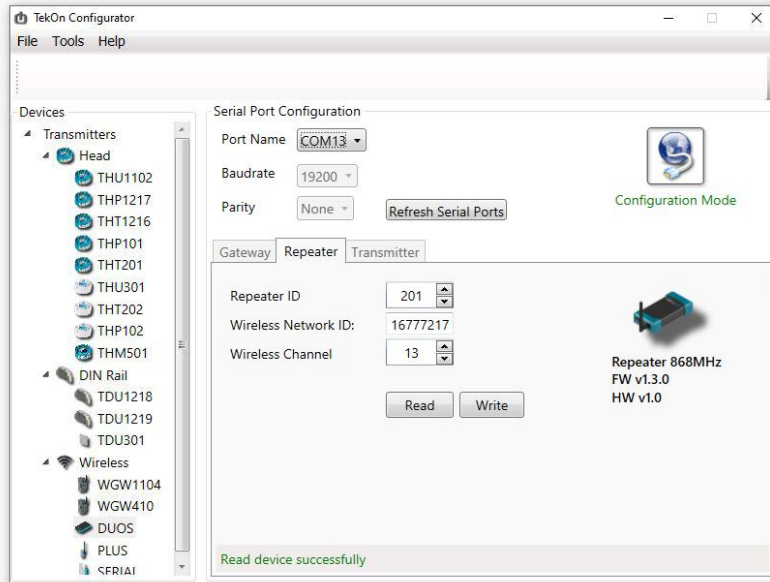 TekOn Configurator
File Tools Help
Devices
Transmitters
Head
THU1102
THP1217
THT1216
THP101
THT201
THU301
THT202
THP102
THM501
DIN Rail
TDU1218
TDU1219
TDU301
Wireless
WGW1104
WGW410
DUOS
PLUS
SERIAL
Serial Port Configuration
Port Name COM13
Baudrate 19200
Parity None Refresh Serial Ports
Configuration Mode
Gateway Repeater Transmitter
Repeater ID 201
Wireless Network ID: 16777217
Wireless Channel 13
Read Write
Repeater 868MHz
FW v1.3.0
HW v1.0
Read device successfully